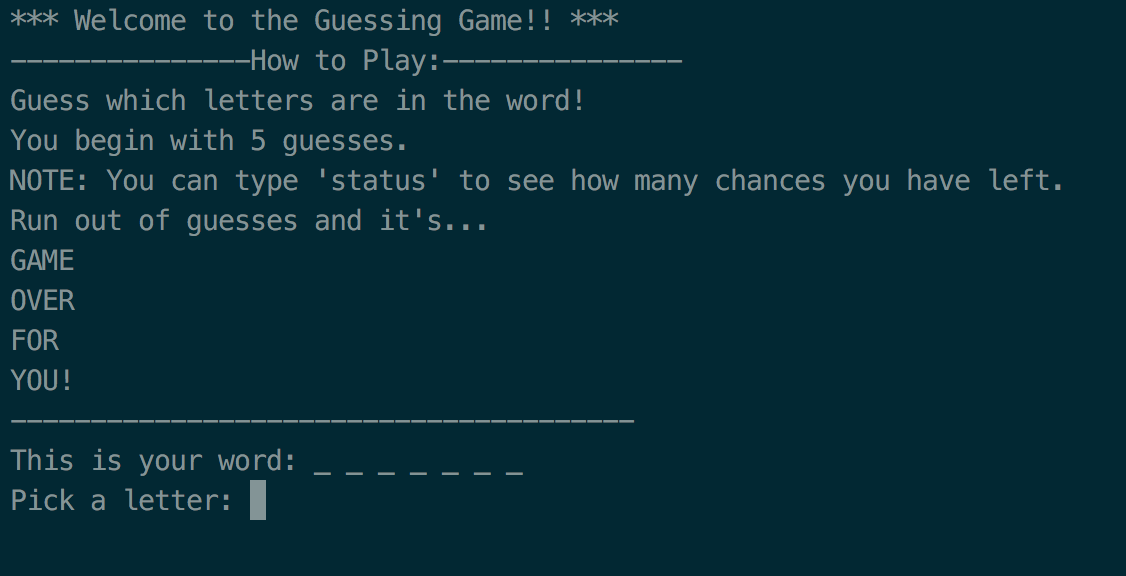 *** Welcome to the Guessing Game!! ***
---------------How to Play:---------------
Guess which letters are in the word!
You begin with 5 guesses.
NOTE: You can type 'status' to see how many chances you have left.
Run out of guesses and it's...
GAME
OVER
FOR
YOU!
---------------------------------------
This is your word: _ _ _ _ _ _ _
Pick a letter: